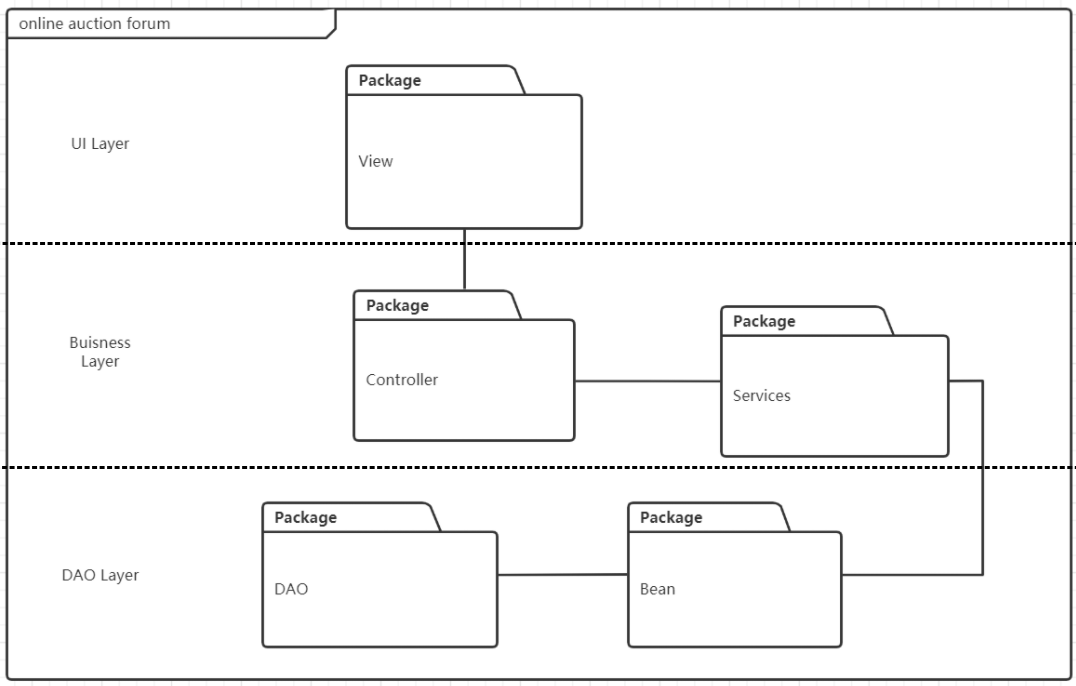 online auction forum
Package
View
UI Layer
Package
Controller
Package
Services
Buisness
Layer
Package
DAO
Package
Bean
DAO Layer